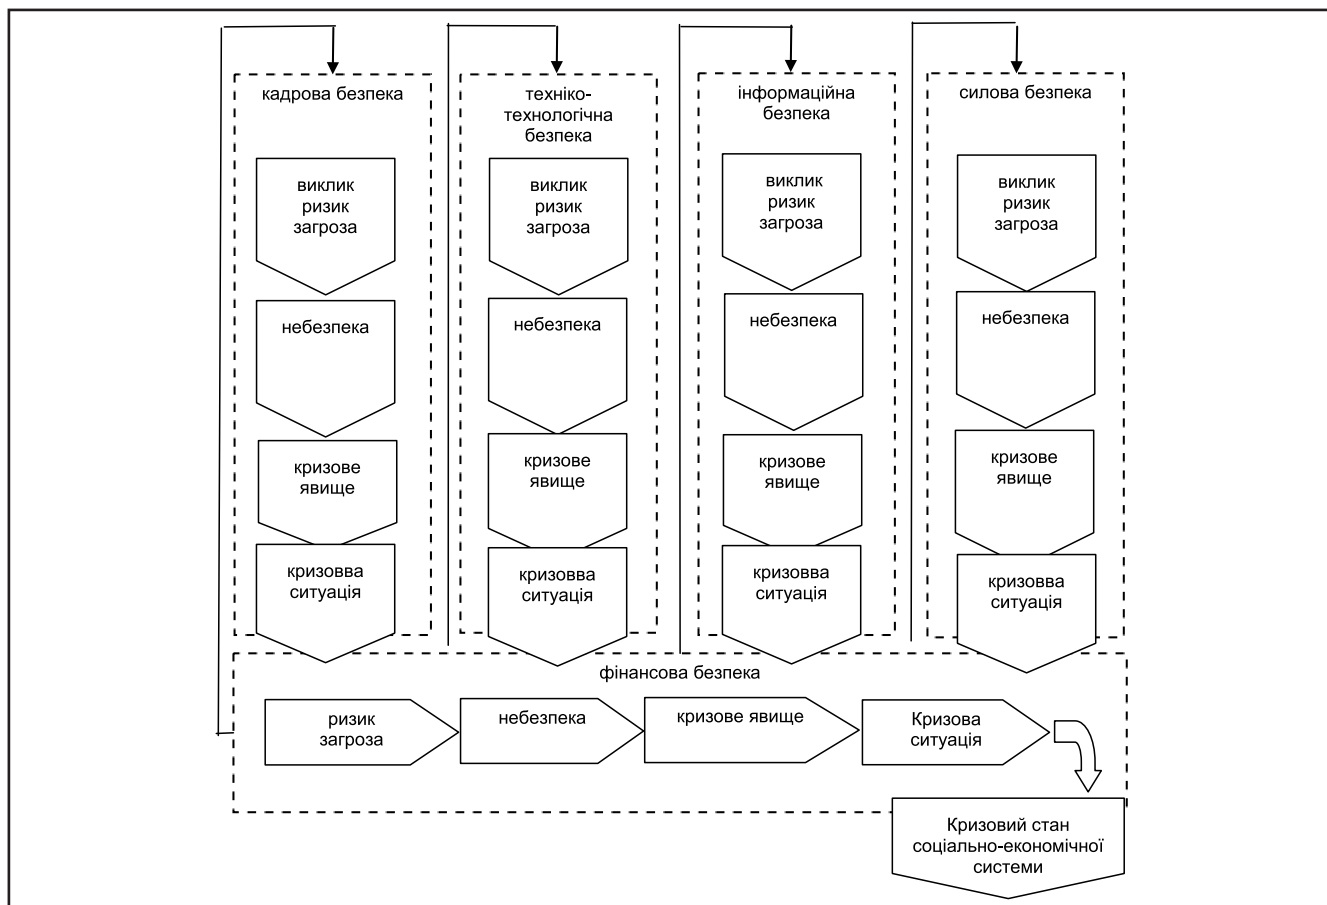 кадрова безпека
виклик
ризик
загроза
небезпека
кризове
явище
кризовва
ситуація
техніко-
технологічна
безпека
виклик
ризик
загроза
небезпека
кризове
явище
кризовва
ситуація
інформаційна
безпека
виклик
ризик
загроза
небезпека
кризове
явище
кризовва
ситуація
силова безпека
виклик
ризик
загроза
небезпека
кризове
явище
кризовва
ситуація
фінансова безпека
ризик
загроза
небезпека
кризове явище
Кризова
ситуація
Кризовий стан
соціально-економічної
системи